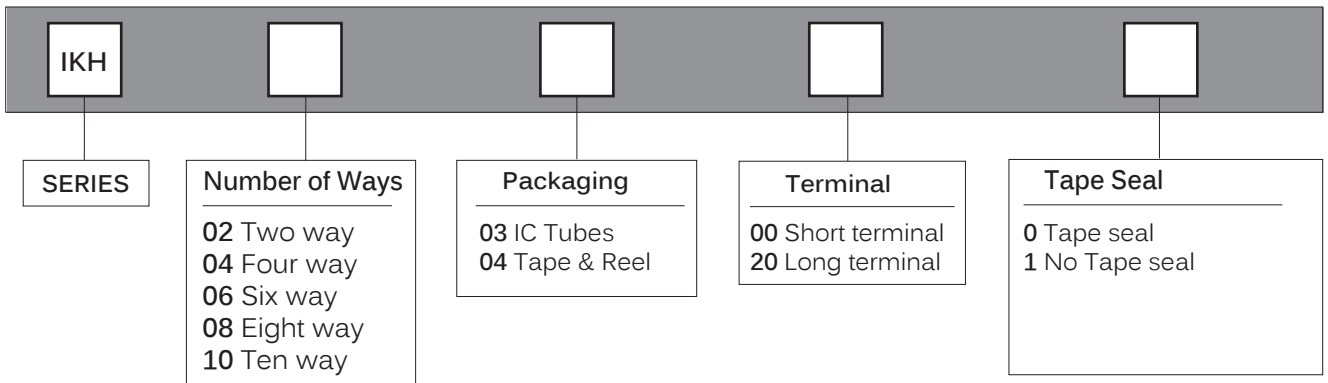 IKH
SERIES
Number of Ways
02 Two way
04 Four way
06 Six way
08 Eight way
10 Ten way
Packaging
03 IC Tubes
04 Tape & Reel
Terminal
00 Short terminal
20 Long terminal
Tape Seal
0 Tape seal
1 No Tape seal